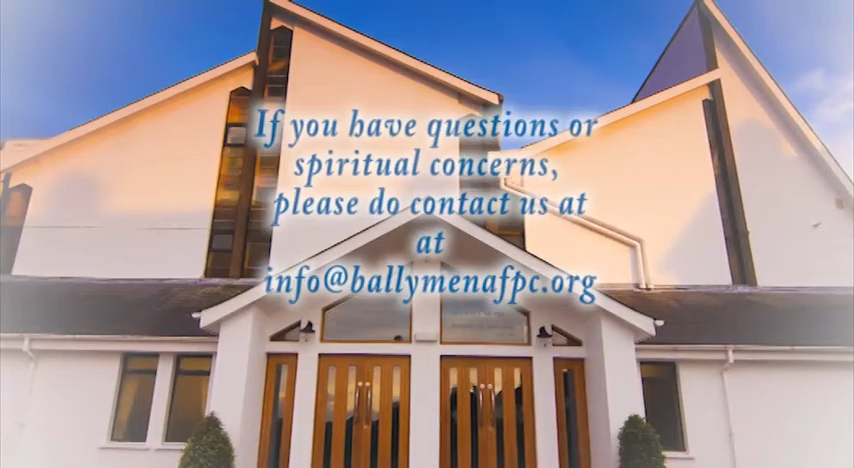 If you have questions or
spiritual concerns,
please do contact us at
at
info@ballymenafpc.org